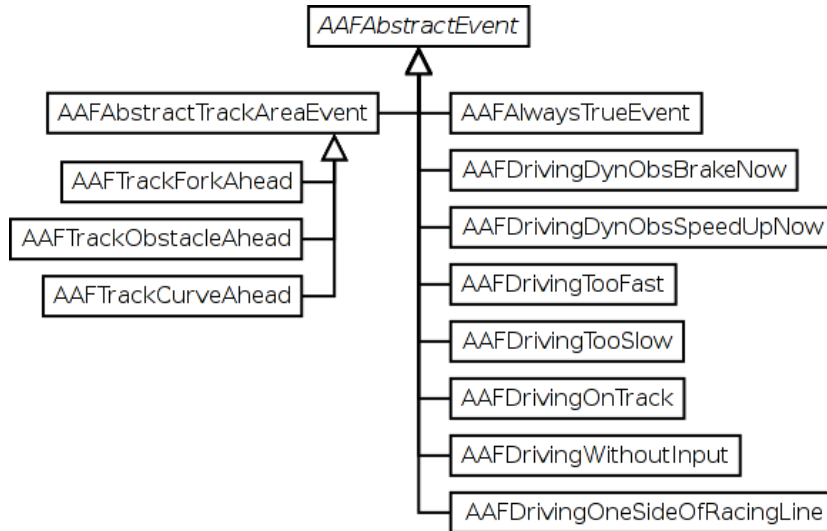 AAFAbstractEvent
AAFAbstractTrackAreaEvent
AAFAlwaysTrueEvent
AAFDrivingDynObsBrakeNow
AAFTrackForkAhead
AAFDrivingDynObsSpeedUpNow
AAFTrackObstacleAhead
AAFDrivingTooFast
AAFTrackCurveAhead
AAFDrivingTooSlow
AAFDrivingOnTrack
AAFDrivingWithoutInput
AAFDrivingOneSideOfRacingLine